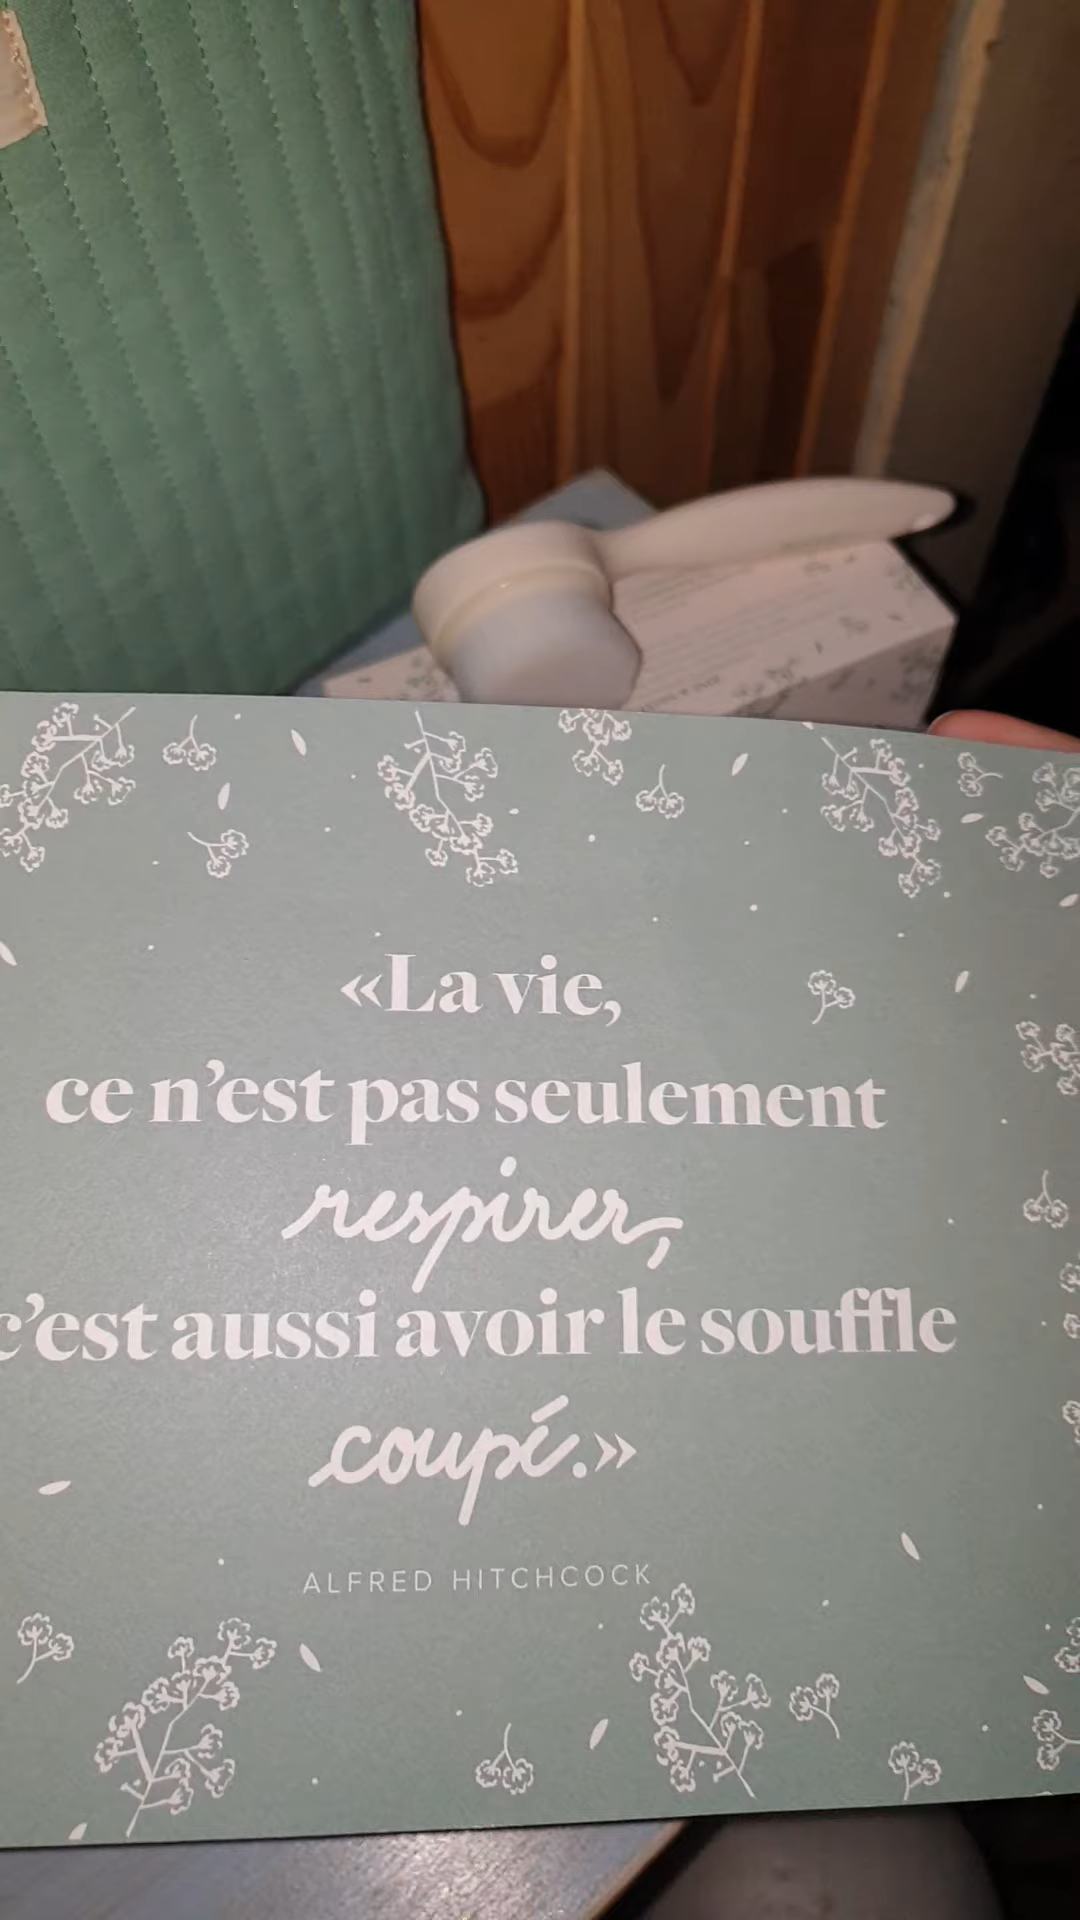 «La vie,
ce n’est pas seulement
respirer,
c’est aussi avoir le souffle
coupé.»
ALFRED HITCHCOCK